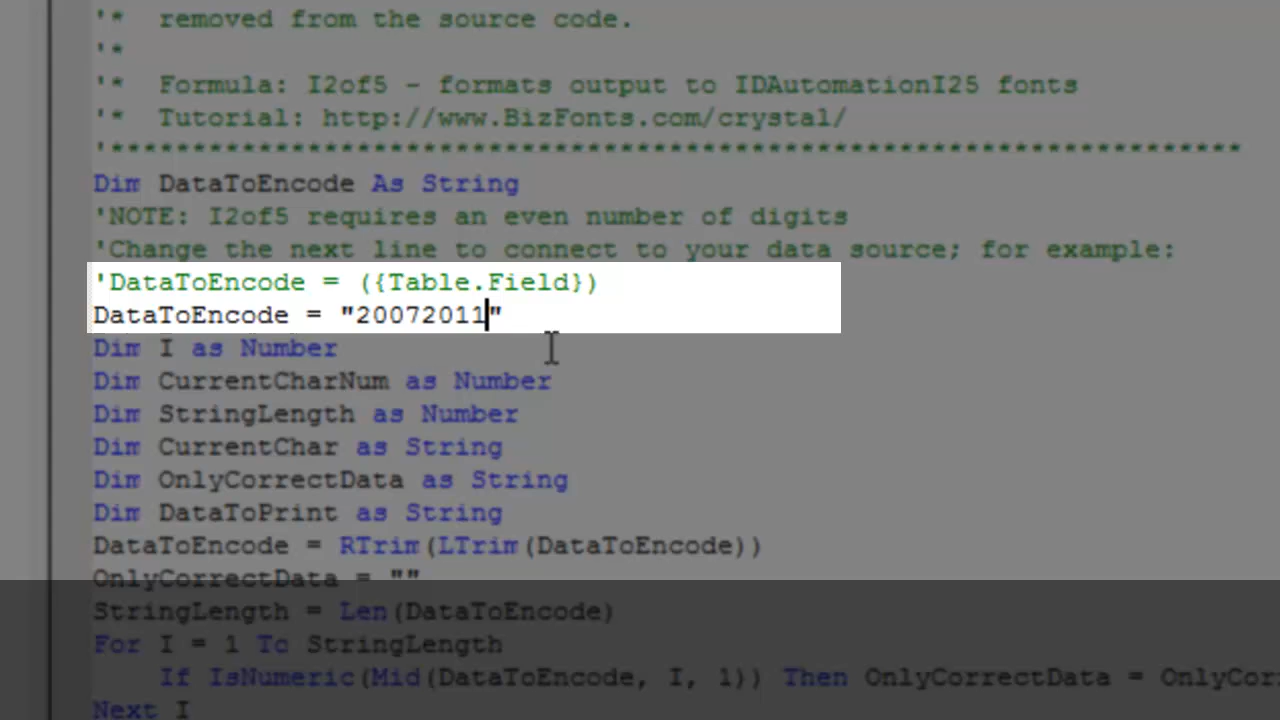 '*  removed from the source code.
'*
'*  Formula: I2of5 - formats output to IDAutomationI25 fonts
'*  Tutorial: http://www.BizFonts.com/crystal/
'*********************************************************************
Dim DataToEncode As String
'NOTE: I2of5 requires an even number of digits
'Change the next line to connect to your data source; for example:
'DataToEncode = ({Table.Field})
DataToEncode = "20072011"
Dim I as Number
Dim CurrentCharNum as Number
Dim StringLength as Number
Dim CurrentChar as String
Dim OnlyCorrectData as String
Dim DataToPrint as String
DataToEncode = RTrim(LTrim(DataToEncode))
OnlyCorrectData = ""
StringLength = Len(DataToEncode)
For I = 1 To StringLength
    If IsNumeric(Mid(DataToEncode, I, 1)) Then OnlyCorrectData = OnlyCor
Next I